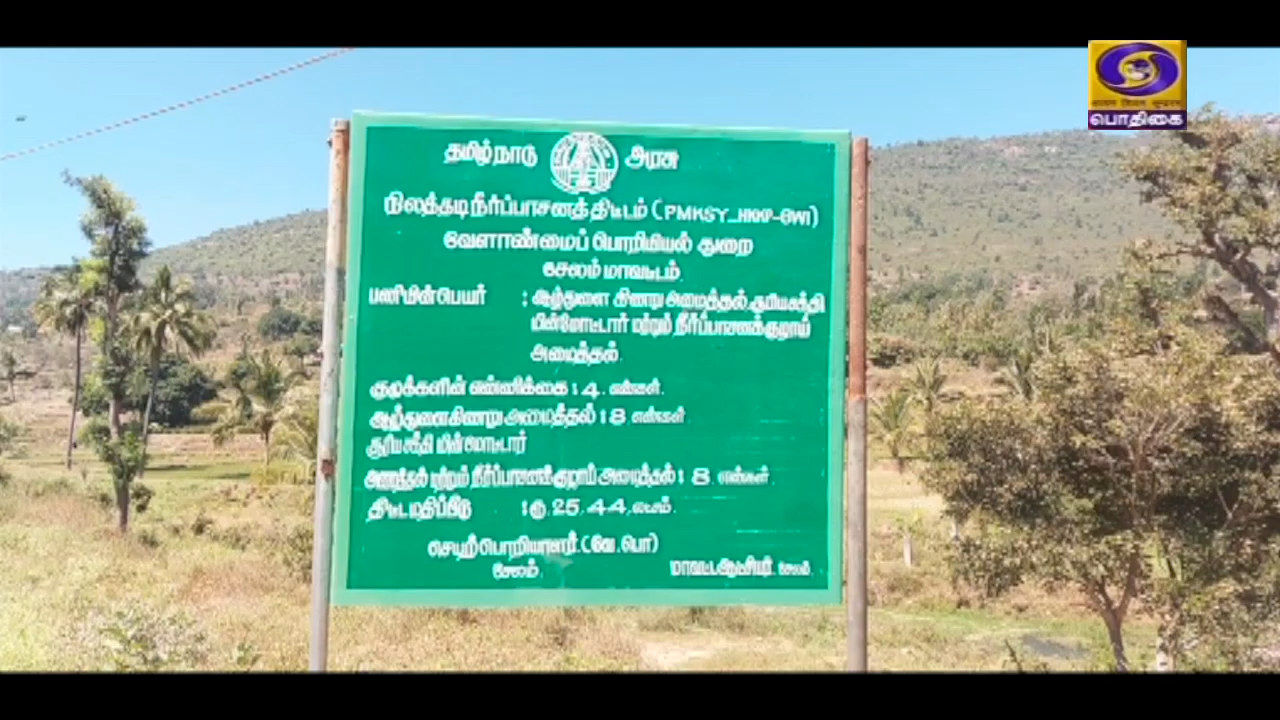 பொதிகை
தமிழ்நாடு அரசு
நிலத்தடி நீர்ப்பாசனத் திட்டம் (PMKSY_HKKP-GWI)
வேளாண்மைப் பொறியியல் துறை
சேலம் மாவட்டம்.
பணியின் பெயர் : ஆழ்துளை கிணறு அமைத்தல், சூரியசக்தி
மின்மோட்டார் மற்றும் நீர்ப்பாசனக்குழாய்
அமைத்தல்.
குழுக்களின் எண்ணிக்கை : 4 எண்கள்.
ஆழ்துளைகிணறு அமைத்தல் : 8 எண்கள்.
சூரியசக்தி மின்மோட்டார்
அமைத்தல் மற்றும் நீர்ப்பாசனக்குழாய் அமைத்தல் : 8 எண்கள்.
திட்ட மதிப்பீடு : ரூ. 25.44 லட்சம்.
செயற்பொறியாளர். (வே.பொ)
சேலம். மாவட்ட ஆட்சியர். சேலம்.